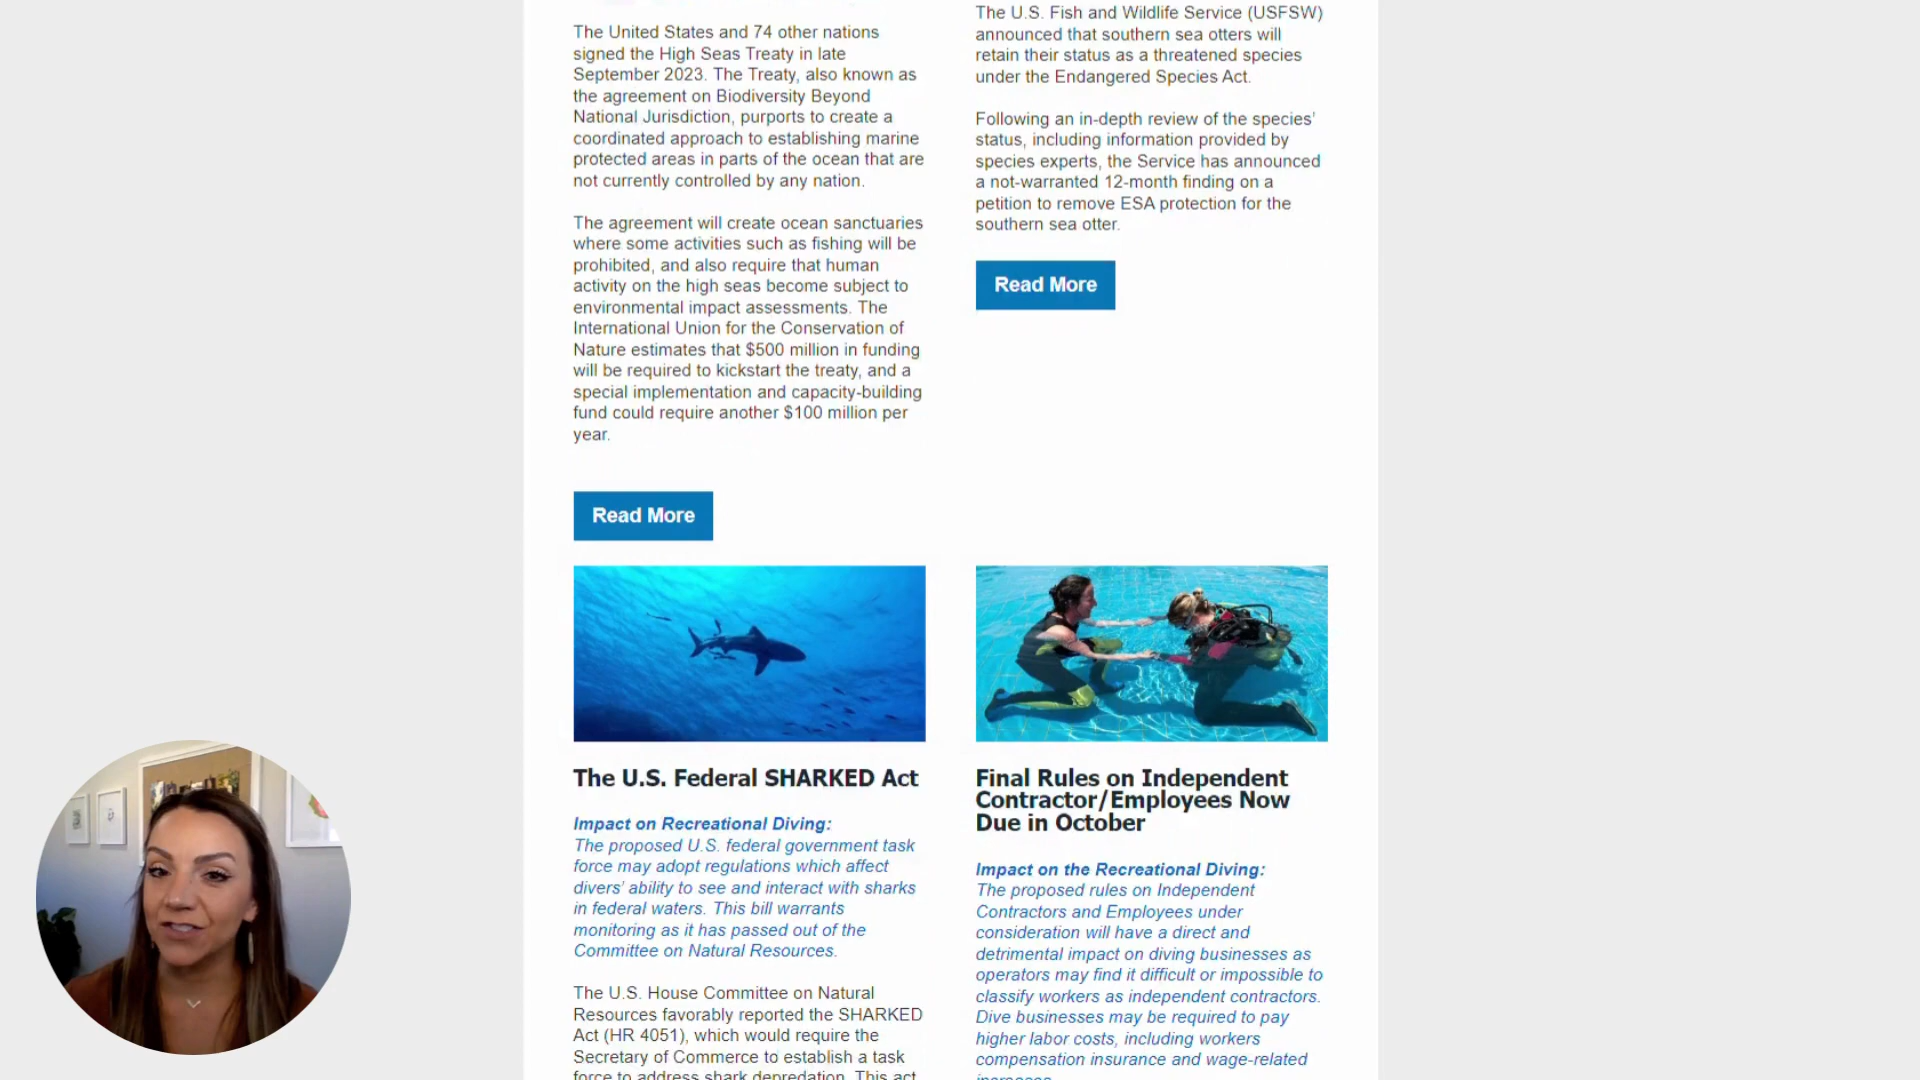 The United States and 74 other nations
signed the High Seas Treaty in late
September 2023. The Treaty, also known as
the agreement on Biodiversity Beyond
National Jurisdiction, purports to create a
coordinated approach to establishing marine
protected areas in parts of the ocean that are
not currently controlled by any nation.
The agreement will create ocean sanctuaries
where some activities such as fishing will be
prohibited, and also require that human
activity on the high seas become subject to
environmental impact assessments. The
International Union for the Conservation of
Nature estimates that $500 million in funding
will be required to kickstart the treaty, and a
special implementation and capacity-building
fund could require another $100 million per
year.
Read More
The U.S. Fish and Wildlife Service (USFSW)
announced that southern sea otters will
retain their status as a threatened species
under the Endangered Species Act.
Following an in-depth review of the species'
status, including information provided by
species experts, the Service has announced
a not-warranted 12-month finding on a
petition to remove ESA protection for the
southern sea otter.
Read More
The U.S. Federal SHARKED Act
Impact on Recreational Diving:
The proposed U.S. federal government task
force may adopt regulations which affect
divers' ability to see and interact with sharks
in federal waters. This bill warrants
monitoring as it has passed out of the
Committee on Natural Resources.
The U.S. House Committee on Natural
Resources favorably reported the SHARKED
Act (HR 4051), which would require the
Secretary of Commerce to establish a task
force to address shark depredation. This act
Final Rules on Independent
Contractor/Employees Now
Due in October
Impact on the Recreational Diving:
The proposed rules on Independent
Contractors and Employees under
consideration will have a direct and
detrimental impact on diving businesses as
operators may find it difficult or impossible to
classify workers as independent contractors.
Dive businesses may be required to pay
higher labor costs, including workers
compensation insurance and wage-related